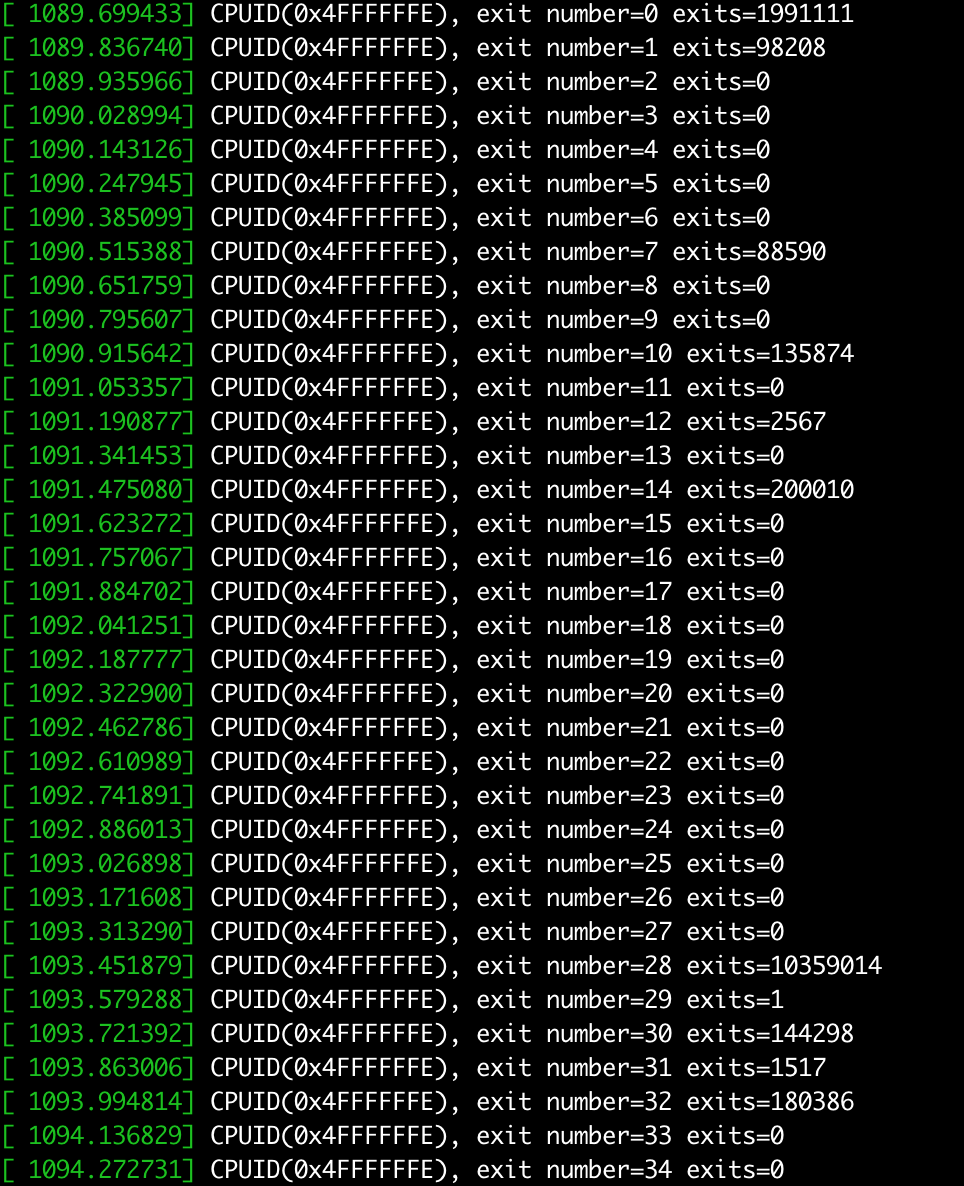 [ 1089.699433] CPUID(0x4FFFFFFE), exit number=0 exits=1991111
[ 1089.836740] CPUID(0x4FFFFFFE), exit number=1 exits=98208
[ 1089.935966] CPUID(0x4FFFFFFE), exit number=2 exits=0
[ 1090.028994] CPUID(0x4FFFFFFE), exit number=3 exits=0
[ 1090.143126] CPUID(0x4FFFFFFE), exit number=4 exits=0
[ 1090.247945] CPUID(0x4FFFFFFE), exit number=5 exits=0
[ 1090.385099] CPUID(0x4FFFFFFE), exit number=6 exits=0
[ 1090.515388] CPUID(0x4FFFFFFE), exit number=7 exits=88590
[ 1090.651759] CPUID(0x4FFFFFFE), exit number=8 exits=0
[ 1090.795607] CPUID(0x4FFFFFFE), exit number=9 exits=0
[ 1090.915642] CPUID(0x4FFFFFFE), exit number=10 exits=135874
[ 1091.053357] CPUID(0x4FFFFFFE), exit number=11 exits=0
[ 1091.190877] CPUID(0x4FFFFFFE), exit number=12 exits=2567
[ 1091.341453] CPUID(0x4FFFFFFE), exit number=13 exits=0
[ 1091.475080] CPUID(0x4FFFFFFE), exit number=14 exits=200010
[ 1091.623272] CPUID(0x4FFFFFFE), exit number=15 exits=0
[ 1091.757067] CPUID(0x4FFFFFFE), exit number=16 exits=0
[ 1091.884702] CPUID(0x4FFFFFFE), exit number=17 exits=0
[ 1092.041251] CPUID(0x4FFFFFFE), exit number=18 exits=0
[ 1092.187777] CPUID(0x4FFFFFFE), exit number=19 exits=0
[ 1092.322900] CPUID(0x4FFFFFFE), exit number=20 exits=0
[ 1092.462786] CPUID(0x4FFFFFFE), exit number=21 exits=0
[ 1092.610989] CPUID(0x4FFFFFFE), exit number=22 exits=0
[ 1092.741891] CPUID(0x4FFFFFFE), exit number=23 exits=0
[ 1092.886013] CPUID(0x4FFFFFFE), exit number=24 exits=0
[ 1093.026898] CPUID(0x4FFFFFFE), exit number=25 exits=0
[ 1093.171608] CPUID(0x4FFFFFFE), exit number=26 exits=0
[ 1093.313290] CPUID(0x4FFFFFFE), exit number=27 exits=0
[ 1093.451879] CPUID(0x4FFFFFFE), exit number=28 exits=10359014
[ 1093.579288] CPUID(0x4FFFFFFE), exit number=29 exits=1
[ 1093.721392] CPUID(0x4FFFFFFE), exit number=30 exits=144298
[ 1093.863006] CPUID(0x4FFFFFFE), exit number=31 exits=1517
[ 1093.994814] CPUID(0x4FFFFFFE), exit number=32 exits=180386
[ 1094.136829] CPUID(0x4FFFFFFE), exit number=33 exits=0
[ 1094.272731] CPUID(0x4FFFFFFE), exit number=34 exits=0